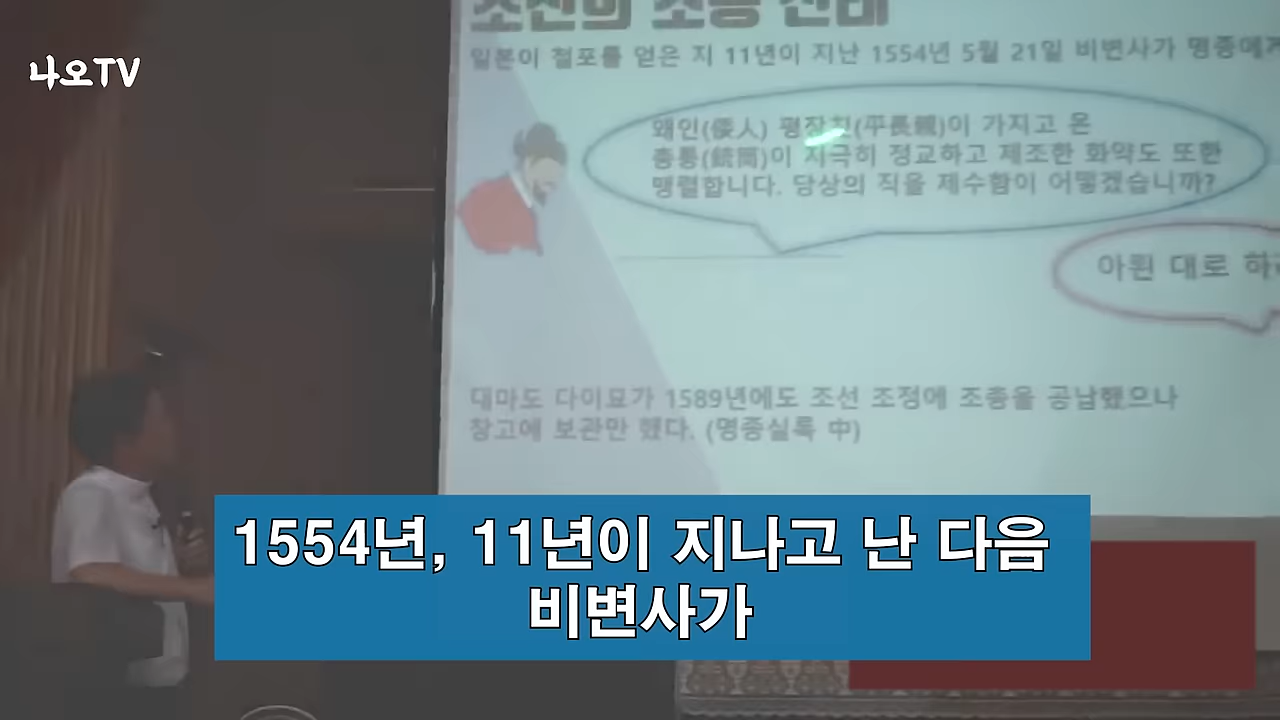 나오TV
조선의 조총 선태
일본이 철포를 얻은 지 11년이 지난 1554년 5월 21일 비변사가 명종에게
왜인(倭人) 평장친(平長親)이 가지고 온
총통(銃筒)이 지극히 정교하고 제조한 화약도 또한
맹렬합니다. 당상의 직을 제수함이 어떻겠습니까?
아뢴 대로
대마도 다이묘가 1589년에도 조선 조정에 조총을 공납했으나
창고에 보관만 했다. (명종실록 中)
1554년, 11년이 지나고 난 다음
비변사가